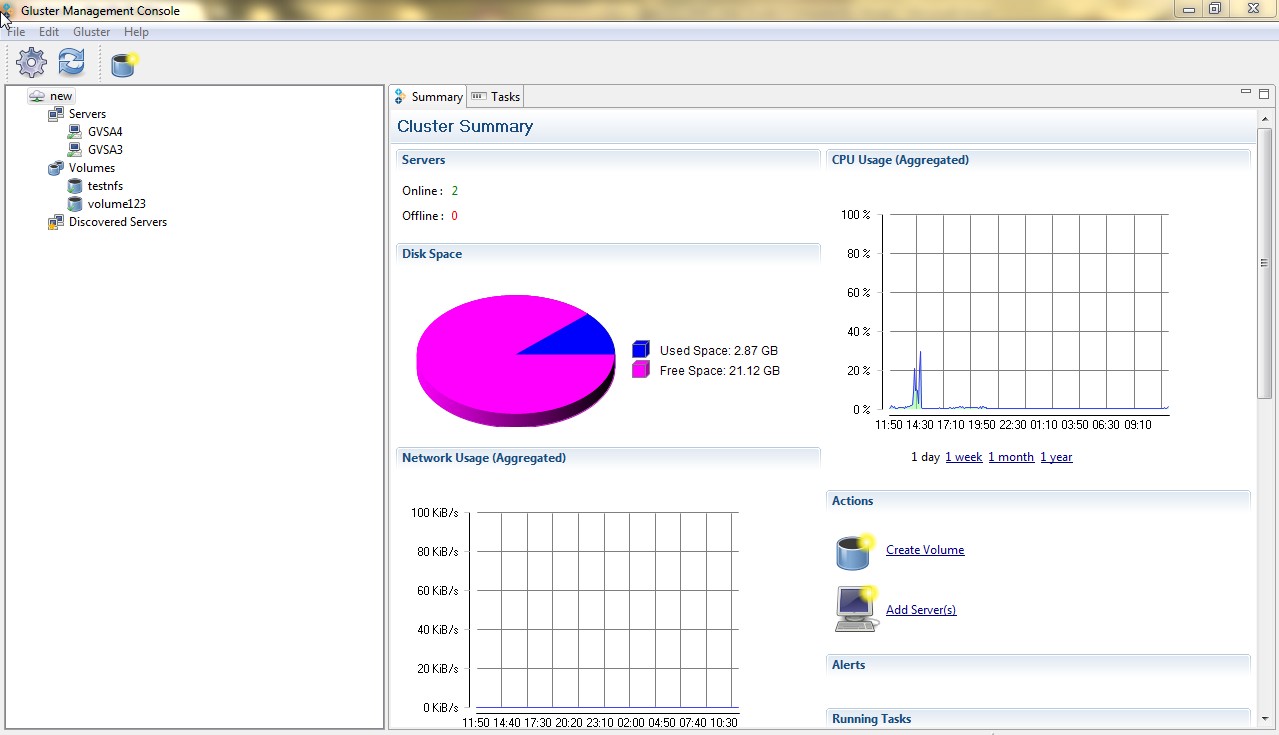 Gluster Management Console
File Edit Gluster Help
new
Servers
GVSA4
GVSA3
Volumes
testnfs
volume123
Discovered Servers
Summary Tasks
Cluster Summary
Servers
Online : 2
Offline : 0
Disk Space
Used Space: 2.87 GB
Free Space: 21.12 GB
Network Usage (Aggregated)
100 KiB/s
80 KiB/s
60 KiB/s
40 KiB/s
20 KiB/s
0 KiB/s
11:50 14:40 17:30 20:20 23:10 02:00 04:50 07:40 10:30
CPU Usage (Aggregated)
100 %
80 %
60 %
40 %
20 %
0 %
11:50 14:30 17:10 19:50 22:30 01:10 03:50 06:30 09:10
1 day 1 week 1 month 1 year
Actions
Create Volume
Add Server(s)
Alerts
Running Tasks